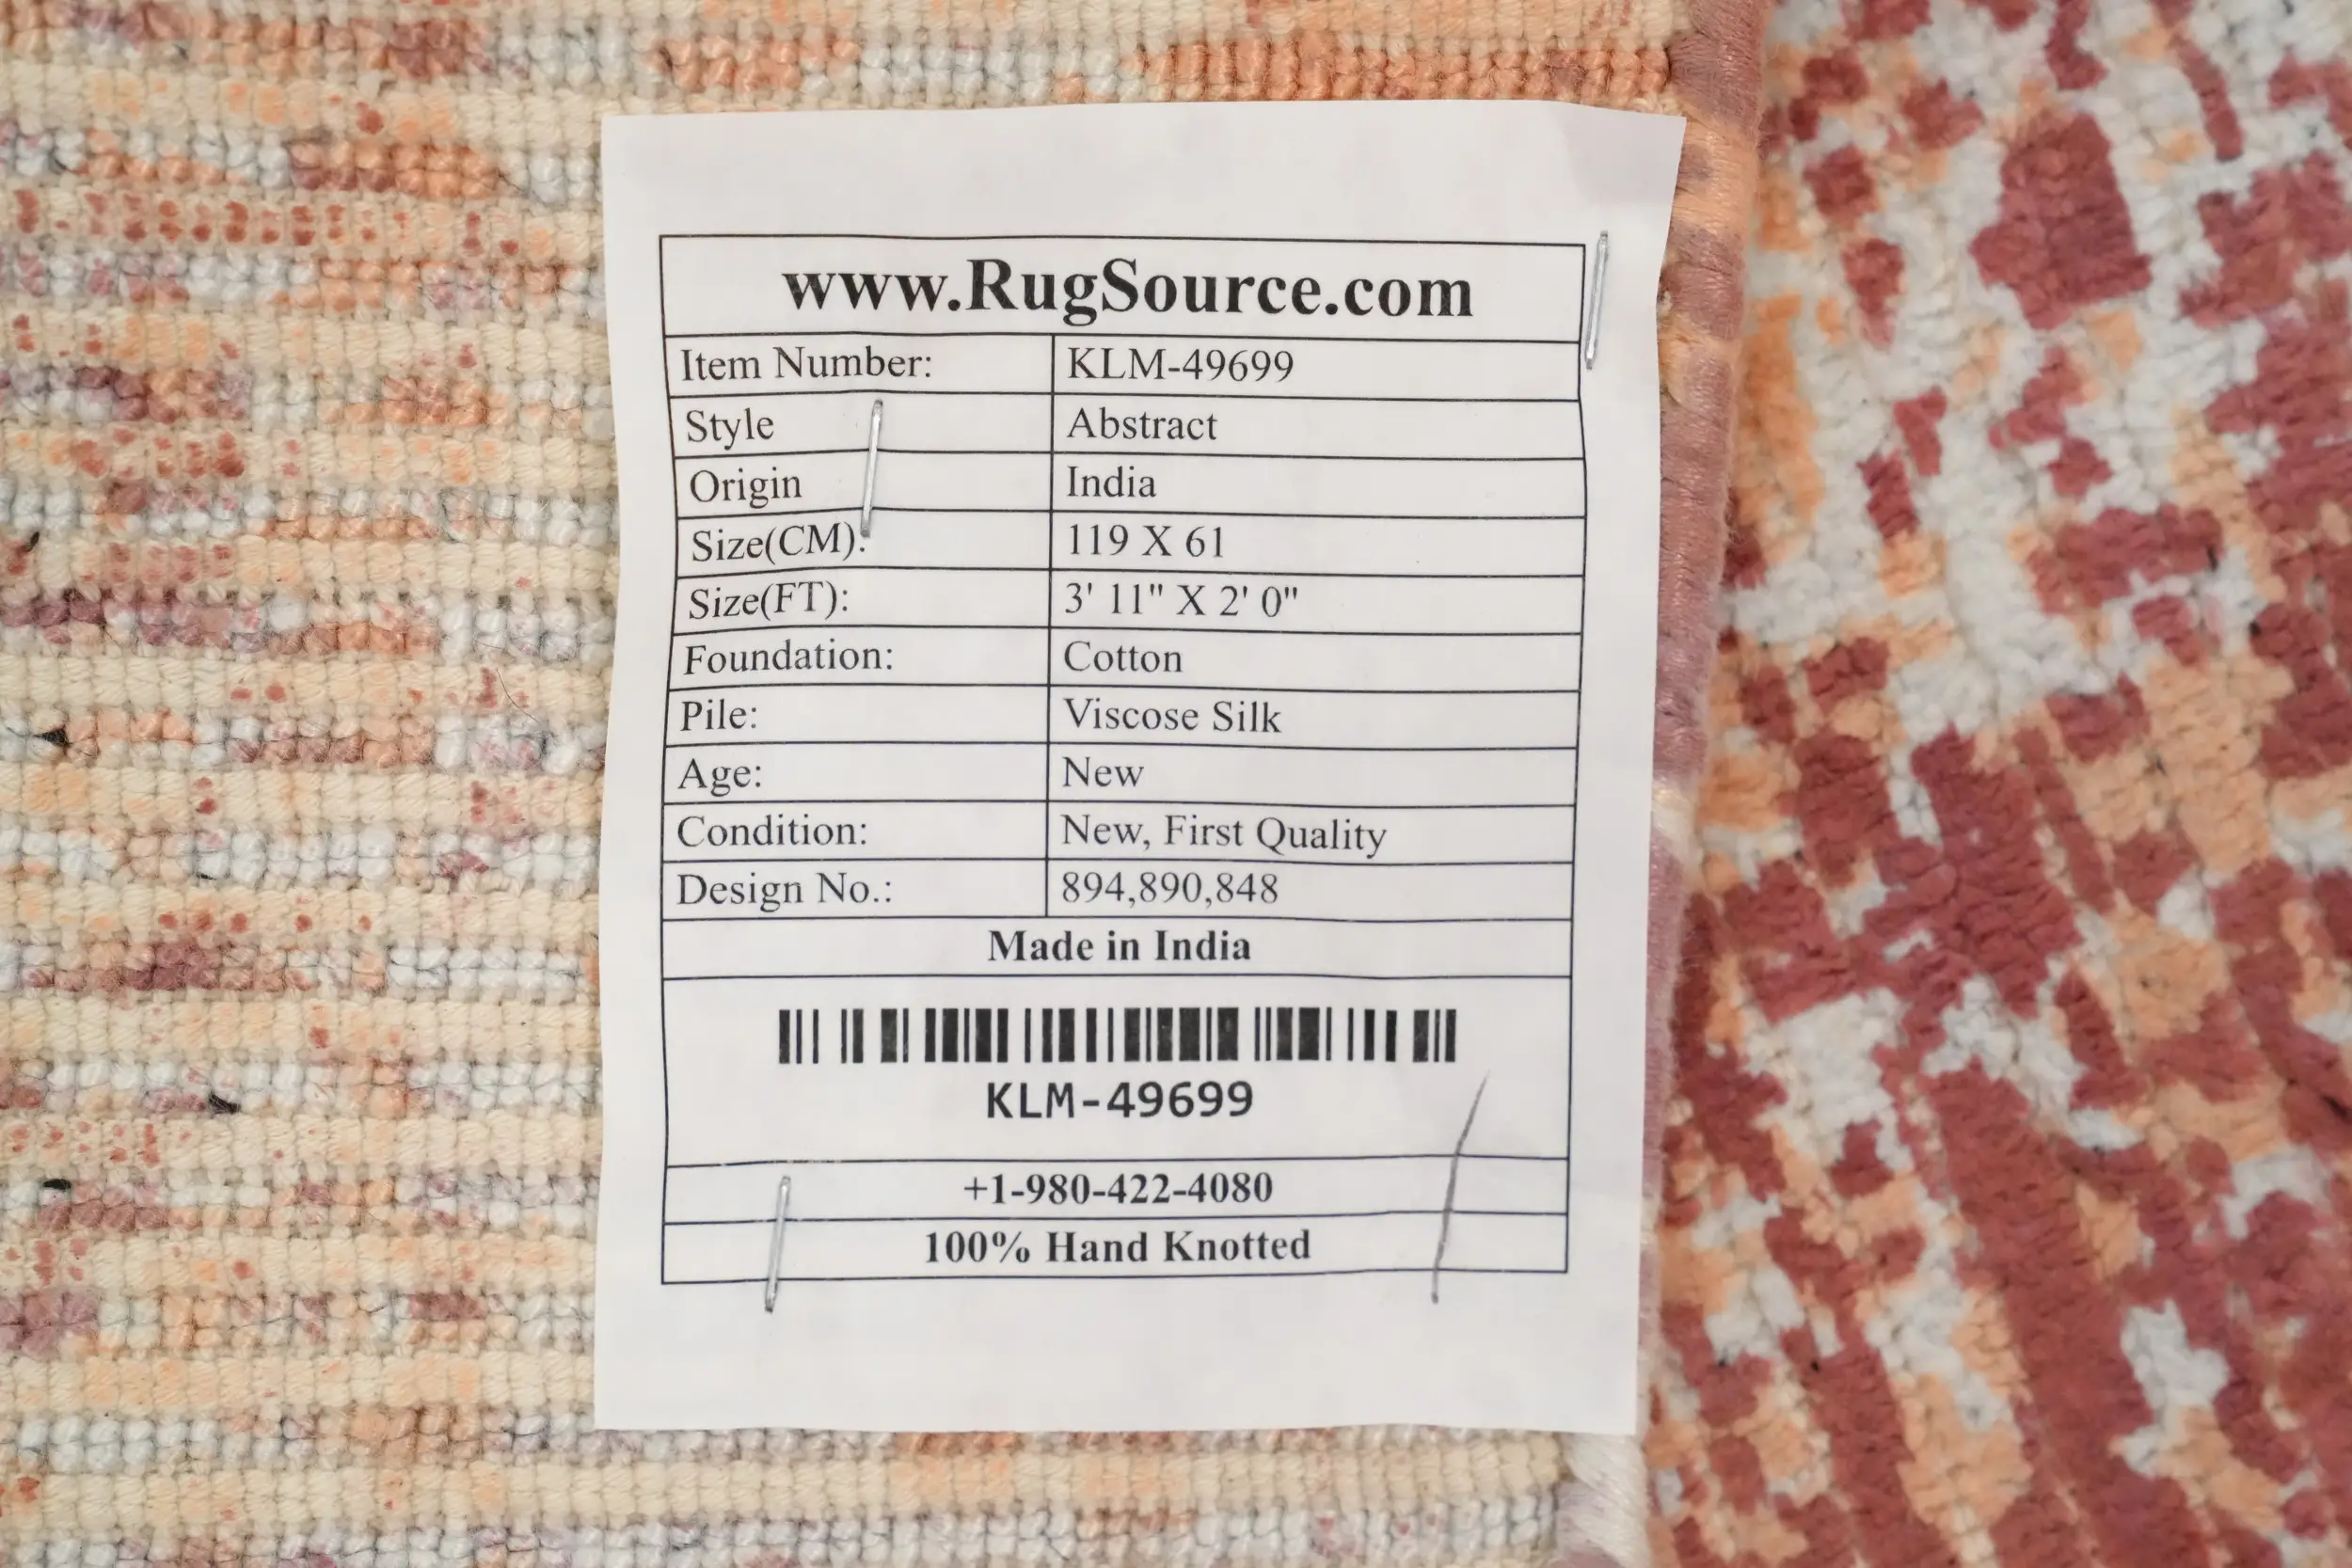 www.RugSource.com
Item Number: KLM-49699
Style Abstract
Origin India
Size(CM): 119 X 61
Size(FT): 3' 11" X 2' 0"
Foundation: Cotton
Pile: Viscose Silk
Age: New
Condition: New, First Quality
Design No.: 894,890,848
Made in India
KLM-49699
+1-980-422-4080
100% Hand Knotted